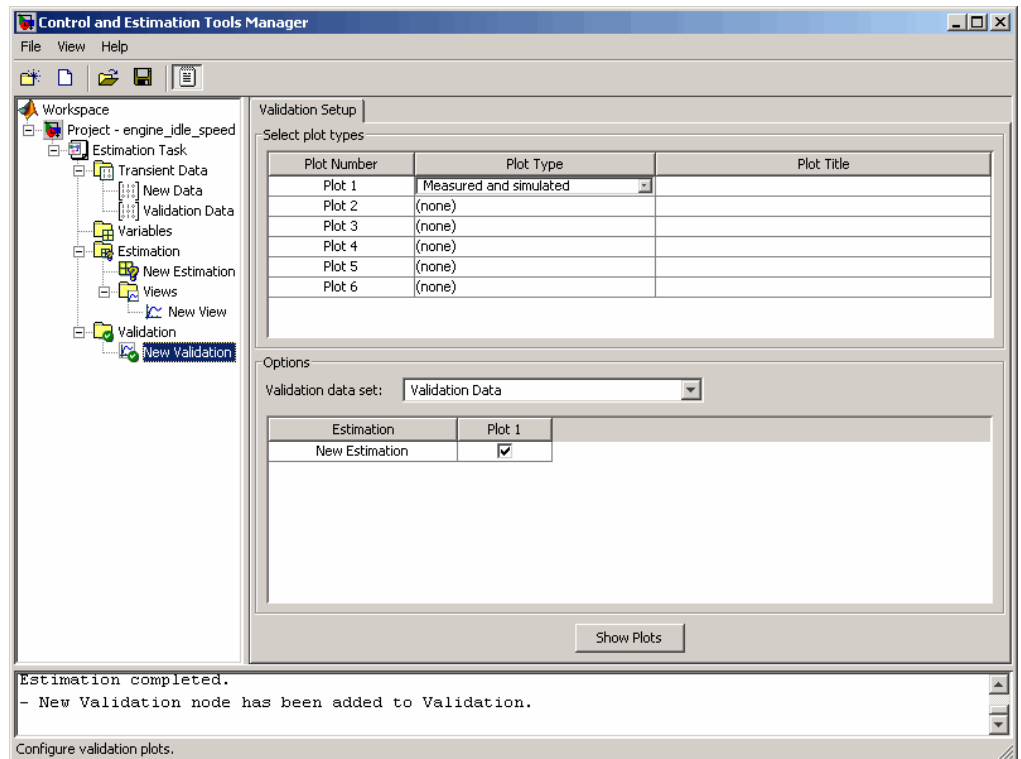 Control and Estimation Tools Manager
File View Help
Workspace
Project - engine_idle_speed
Estimation Task
Transient Data
New Data
Validation Data
Variables
Estimation
New Estimation
Views
New View
Validation
New Validation
Validation Setup
Select plot types
Plot Number Plot Type Plot Title
Plot 1 Measured and simulated
Plot 2 (none)
Plot 3 (none)
Plot 4 (none)
Plot 5 (none)
Plot 6 (none)
Options
Validation data set: Validation Data
Estimation Plot 1
New Estimation
Show Plots
Estimation completed.
- New Validation node has been added to Validation.
Configure validation plots.